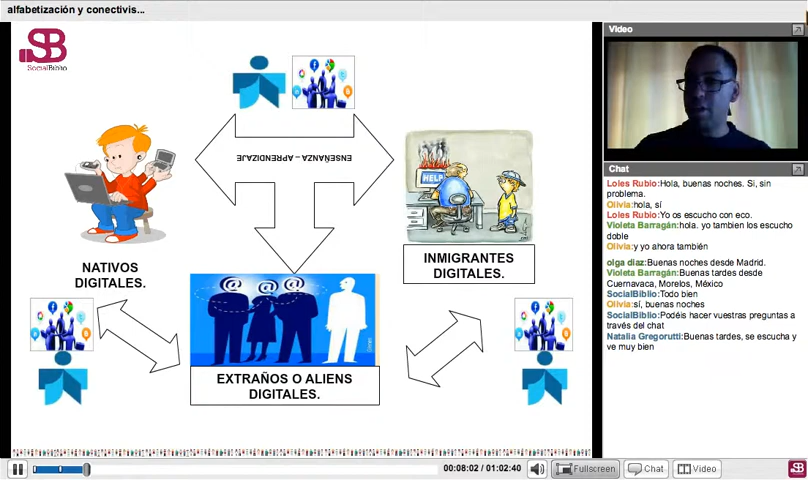 alfabetización y conectivis...
SB
SocialBiblio
ENSEÑANZA – APRENDIZAJE
HELP
NATIVOS
DIGITALES.
INMIGRANTES
DIGITALES.
@ @ @
EXTRAÑOS O ALIENS
DIGITALES.
Video
Chat
Loles Rubio:Hola, buenas noches. Si, sin
problema.
Olivia:hola, sí
Loles Rubio:Yo os escucho con eco.
Violeta Barragán:hola. yo tambien los escucho
doble
Olivia:y yo ahora también
olga diaz:Buenas noches desde Madrid.
Violeta Barragán:Buenas tardes desde
Cuernavaca, Morelos, México
SocialBiblio:Todo bien
Olivia:sí, buenas noches
SocialBiblio:Podéis hacer vuestras preguntas a
través del chat
Natalia Gregorutti:Buenas tardes, se escucha y
ve muy bien
00:08:02 / 01:02:40
Fullscreen
Chat
Video
SB